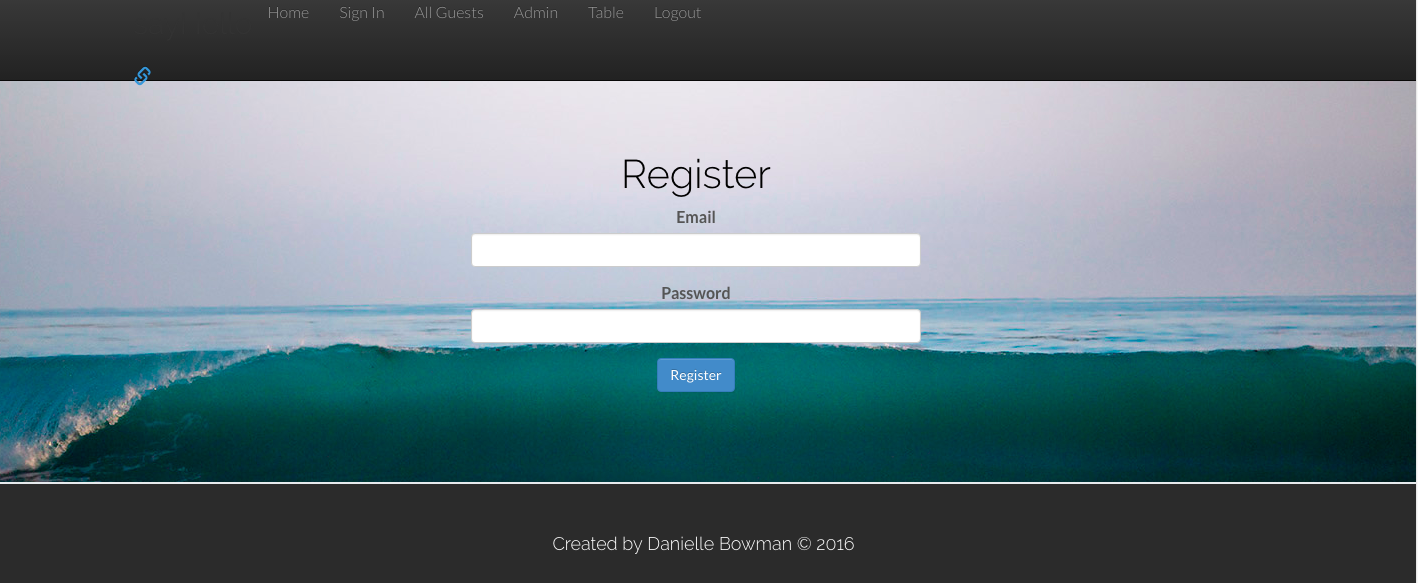 Home Sign In All Guests Admin Table Logout
Register
Email
Password
Register
Created by Danielle Bowman © 2016